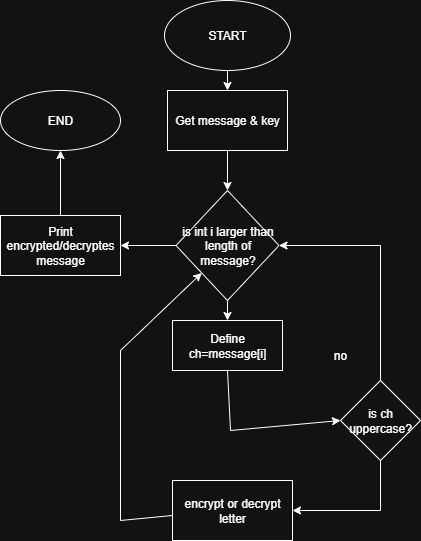 START
Get message & key
END
is int i larger than
length of
message?
Print
encrypted/decryptes
message
Define
ch=message[i]
no
is ch
uppercase?
encrypt or decrypt
letter